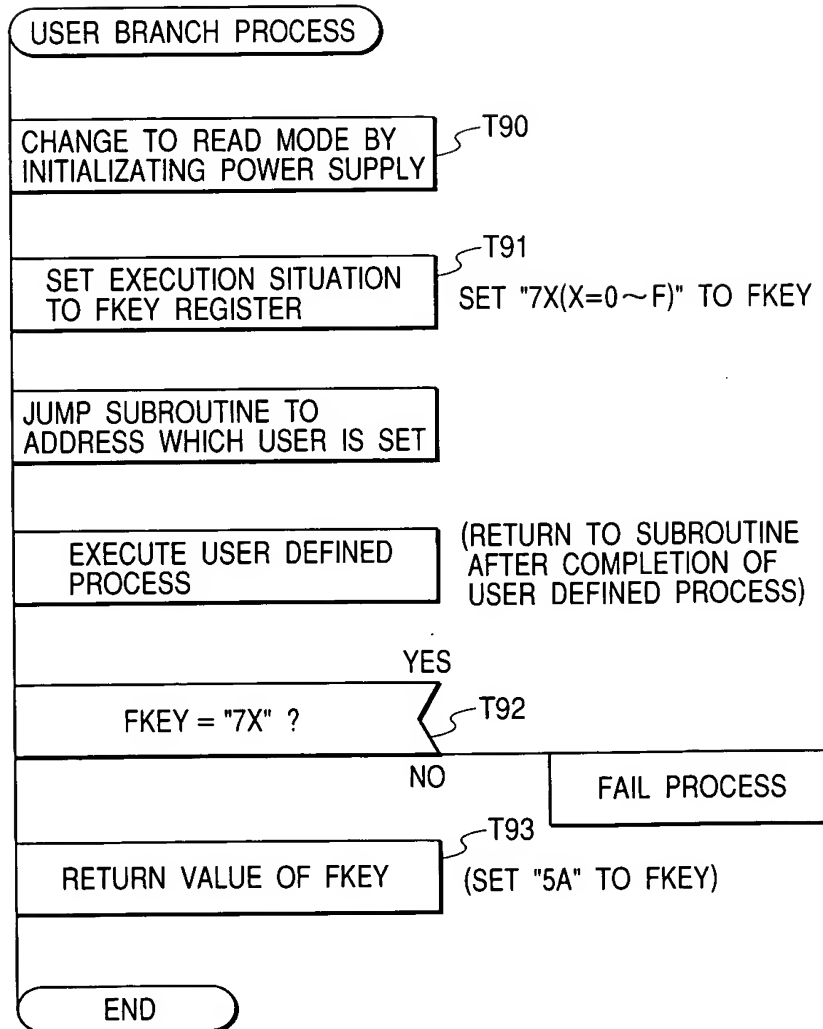 USER BRANCH PROCESS
CHANGE TO READ MODE BY
INITIALIZATING POWER SUPPLY
T90
SET EXECUTION SITUATION
TO FKEY REGISTER
T91
SET "7X(X=0～F)" TO FKEY
JUMP SUBROUTINE TO
ADDRESS WHICH USER IS SET
EXECUTE USER DEFINED
PROCESS
(RETURN TO SUBROUTINE
AFTER COMPLETION OF
USER DEFINED PROCESS)
YES
FKEY = "7X" ?
T92
NO
FAIL PROCESS
T93
RETURN VALUE OF FKEY
(SET "5A" TO FKEY)
END